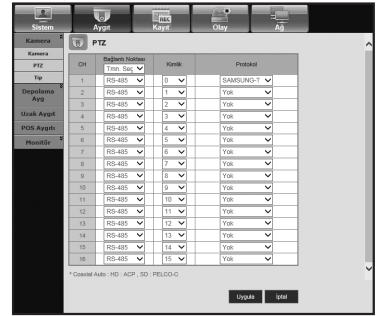 REC
Sistem Aygıt Kayıt Olay Ağ
Kamera
Kamera
PTZ
Tip
Depolama Ayg
Uzak Aygıt
POS Aygıtı
Monitör
PTZ
CH Bağlantı Noktası Kimlik Protokol
Tmn. Seç
1 RS-485 0 SAMSUNG-T
2 RS-485 1 Yok
3 RS-485 2 Yok
4 RS-485 3 Yok
5 RS-485 4 Yok
6 RS-485 5 Yok
7 RS-485 6 Yok
8 RS-485 7 Yok
9 RS-485 8 Yok
10 RS-485 9 Yok
11 RS-485 10 Yok
12 RS-485 11 Yok
13 RS-485 12 Yok
14 RS-485 13 Yok
15 RS-485 14 Yok
16 RS-485 15 Yok
* Coaxial Auto : HD : ACP , SD : PELCO-C
Uygula İptal